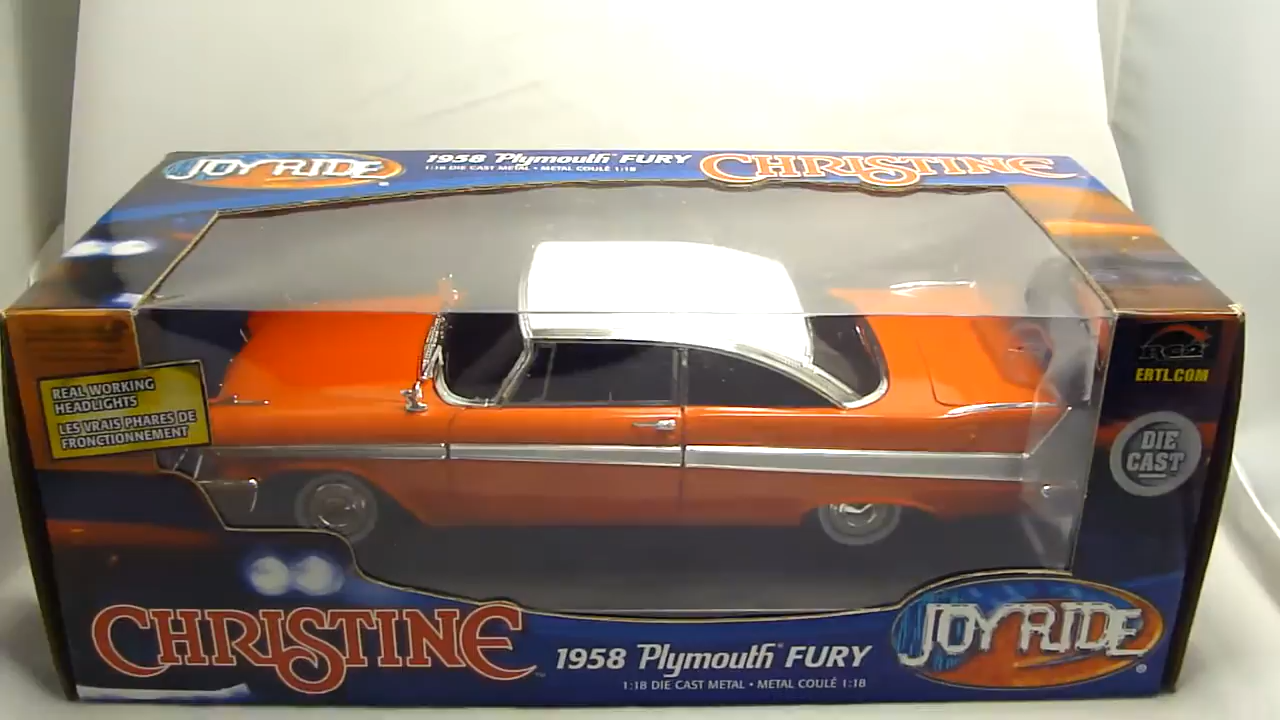 JOYRIDE
1958 Plymouth FURY
1:18 DIE CAST METAL • METAL COULÉ 1:18
CHRISTINE
RC2
ERTL.COM
REAL WORKING
HEADLIGHTS
LES VRAIS PHARES DE
FRONCTIONNEMENT
DIE
CAST
CHRISTINE™
1958 Plymouth FURY
1:18 DIE CAST METAL • METAL COULÉ 1:18
JOYRIDE®